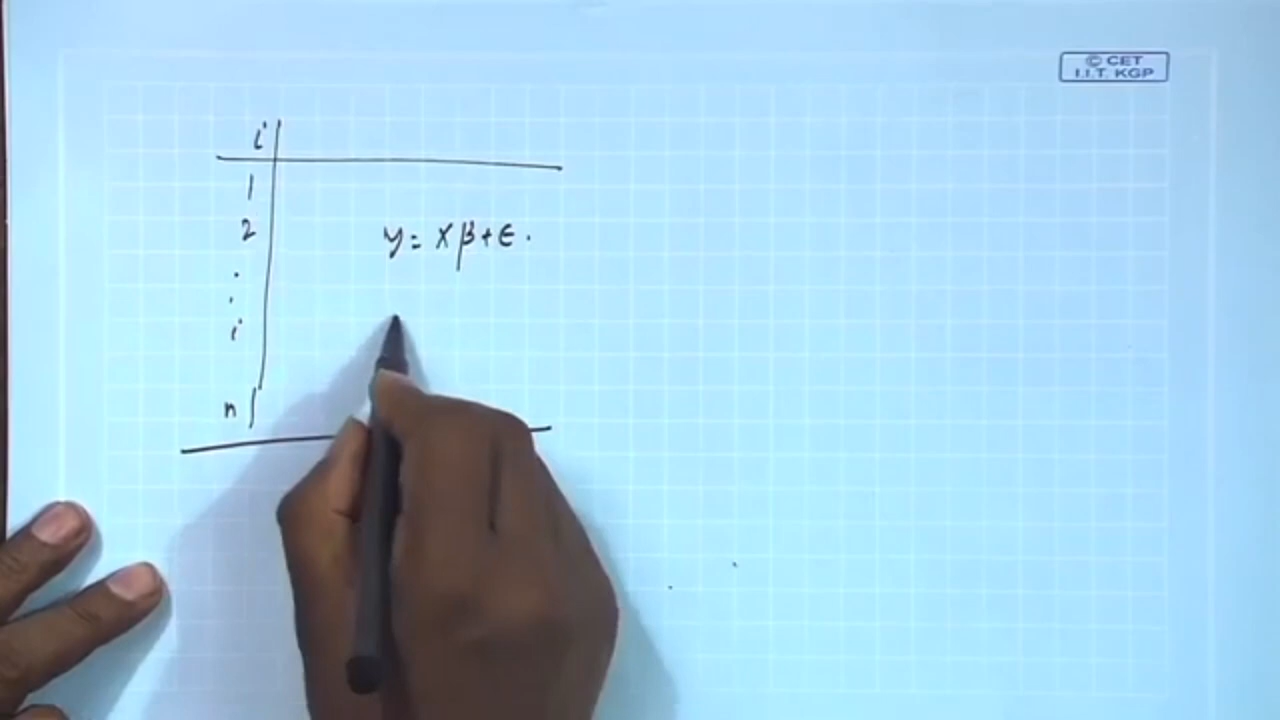 © CET
I.I.T. KGP
i
1
2
y = Xβ + ε.
.
.
i
n